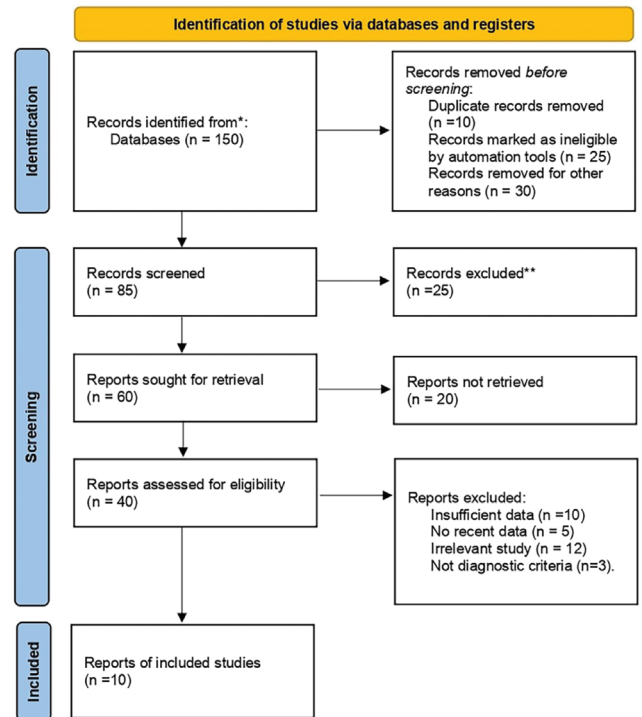 Identification of studies via databases and registers
Identification
Records identified from*:
Databases (n = 150)
Records removed before
screening:
Duplicate records removed
(n =10)
Records marked as ineligible
by automation tools (n = 25)
Records removed for other
reasons (n = 30)
Screening
Records screened
(n = 85)
Records excluded**
(n =25)
Reports sought for retrieval
(n = 60)
Reports not retrieved
(n = 20)
Reports assessed for eligibility
(n = 40)
Reports excluded:
Insufficient data (n =10)
No recent data (n = 5)
Irrelevant study (n = 12)
Not diagnostic criteria (n=3).
Included
Reports of included studies
(n =10)